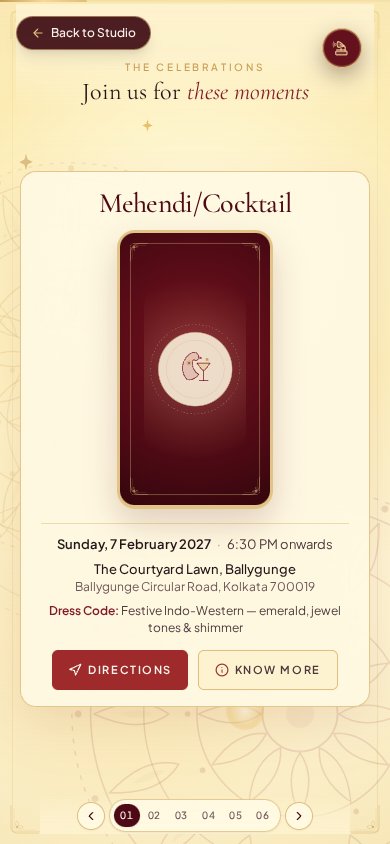 Back to Studio
THE CELEBRATIONS
Join us for these moments
Mehendi/Cocktail
Sunday, 7 February 2027 · 6:30 PM onwards
The Courtyard Lawn, Ballygunge
Ballygunge Circular Road, Kolkata 700019
Dress Code: Festive Indo-Western — emerald, jewel
tones & shimmer
DIRECTIONS
KNOW MORE
01 02 03 04 05 06